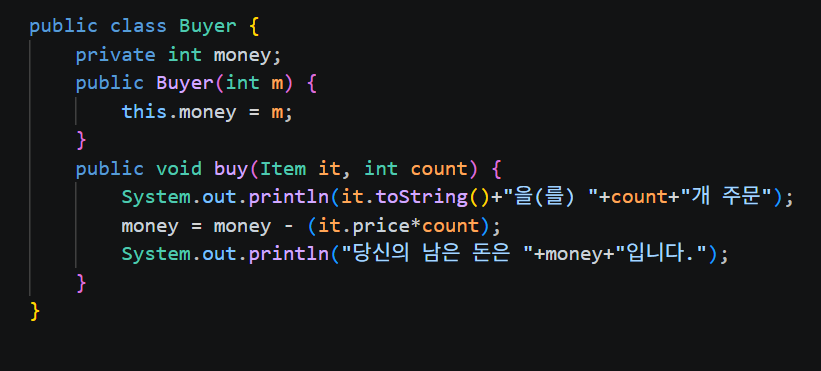 public class Buyer {
private int money;
public Buyer(int m) {
this.money = m;
}
public void buy(Item it, int count) {
System.out.println(it.toString()+"을(를) "+count+"개 주문");
money = money - (it.price*count);
System.out.println("당신의 남은 돈은 "+money+"입니다.");
}
}